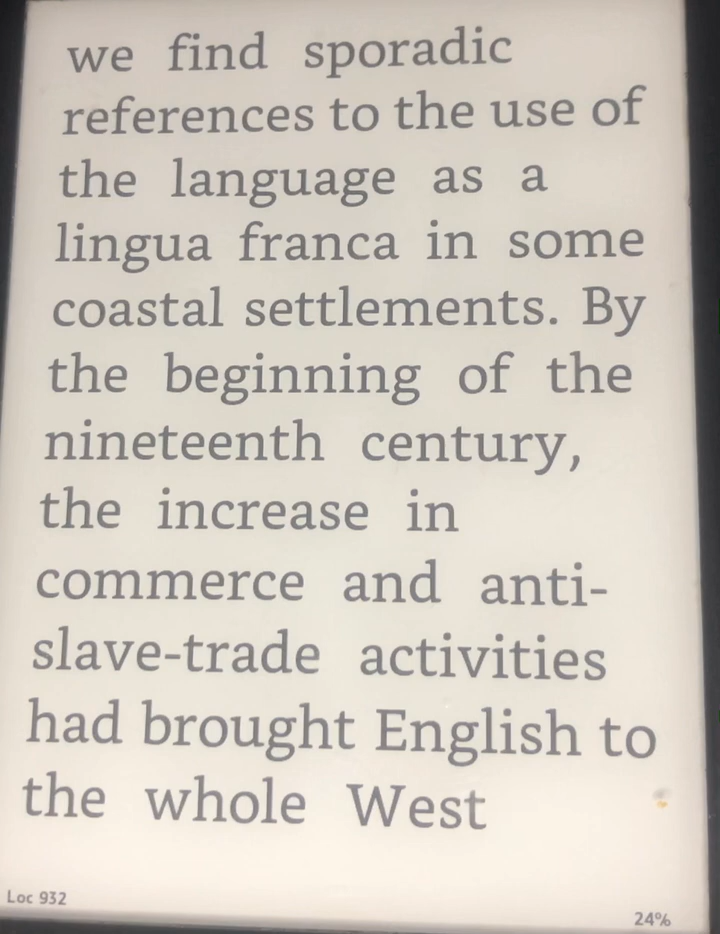 we find sporadic
references to the use of
the language as a
lingua franca in some
coastal settlements. By
the beginning of the
nineteenth century,
the increase in
commerce and anti-
slave-trade activities
had brought English to
the whole West
Loc 932
24%